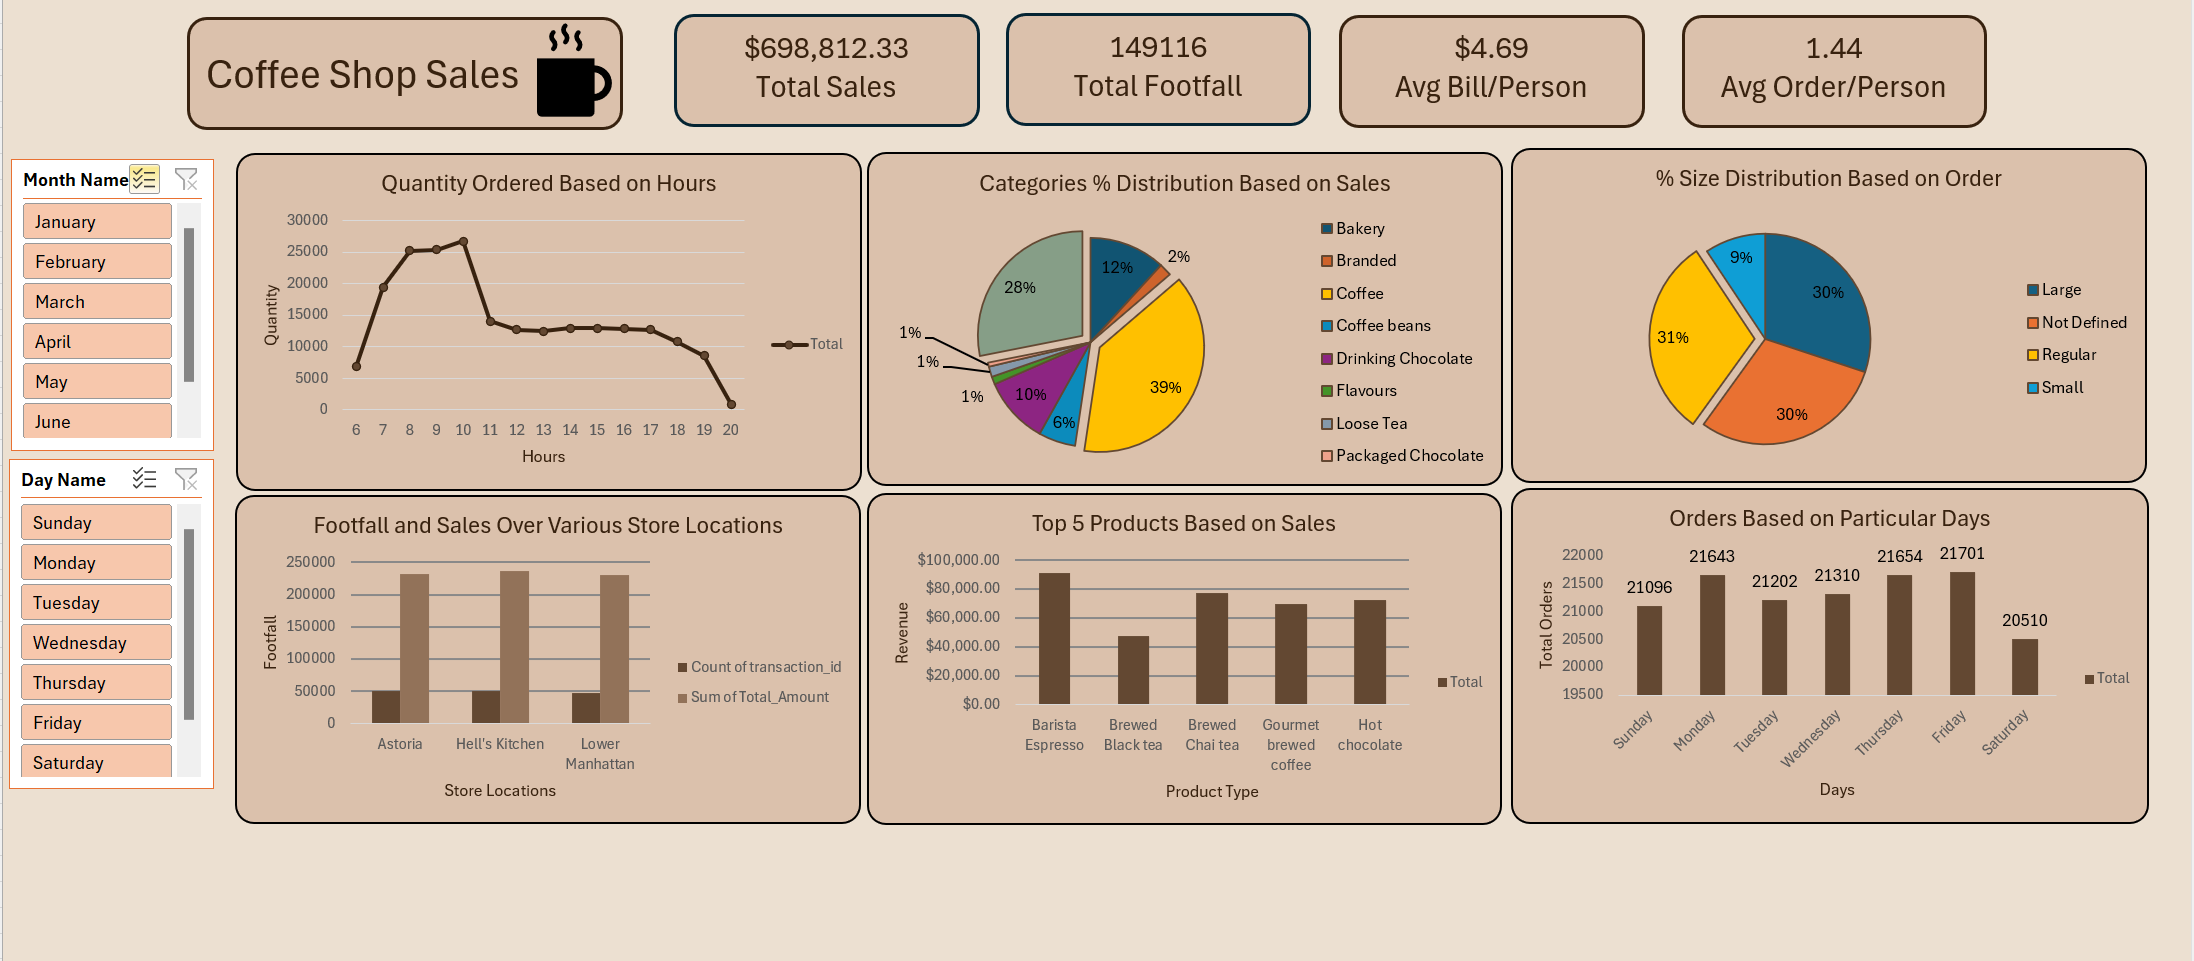 Coffee Shop Sales
$698,812.33
Total Sales
149116
Total Footfall
$4.69
Avg Bill/Person
1.44
Avg Order/Person
Month Name
January
February
March
April
May
June
Day Name
Sunday
Monday
Tuesday
Wednesday
Thursday
Friday
Saturday
Quantity Ordered Based on Hours
30000
25000
20000
15000
10000
5000
0
Quantity
6 7 8 9 10 11 12 13 14 15 16 17 18 19 20
Hours
Total
Categories % Distribution Based on Sales
12%
2%
28%
1%
1%
1%
10%
6%
39%
Bakery
Branded
Coffee
Coffee beans
Drinking Chocolate
Flavours
Loose Tea
Packaged Chocolate
% Size Distribution Based on Order
9%
30%
31%
30%
Large
Not Defined
Regular
Small
Footfall and Sales Over Various Store Locations
250000
200000
150000
100000
50000
0
Footfall
Astoria
Hell's Kitchen
Lower
Manhattan
Store Locations
Count of transaction_id
Sum of Total_Amount
Top 5 Products Based on Sales
$100,000.00
$80,000.00
$60,000.00
$40,000.00
$20,000.00
$0.00
Revenue
Barista
Espresso
Brewed
Black tea
Brewed
Chai tea
Gourmet
brewed
coffee
Hot
chocolate
Product Type
Total
Orders Based on Particular Days
22000
21500
21000
20500
20000
19500
Total Orders
21096
21643
21202
21310
21654
21701
20510
Sunday
Monday
Tuesday
Wednesday
Thursday
Friday
Saturday
Days
Total